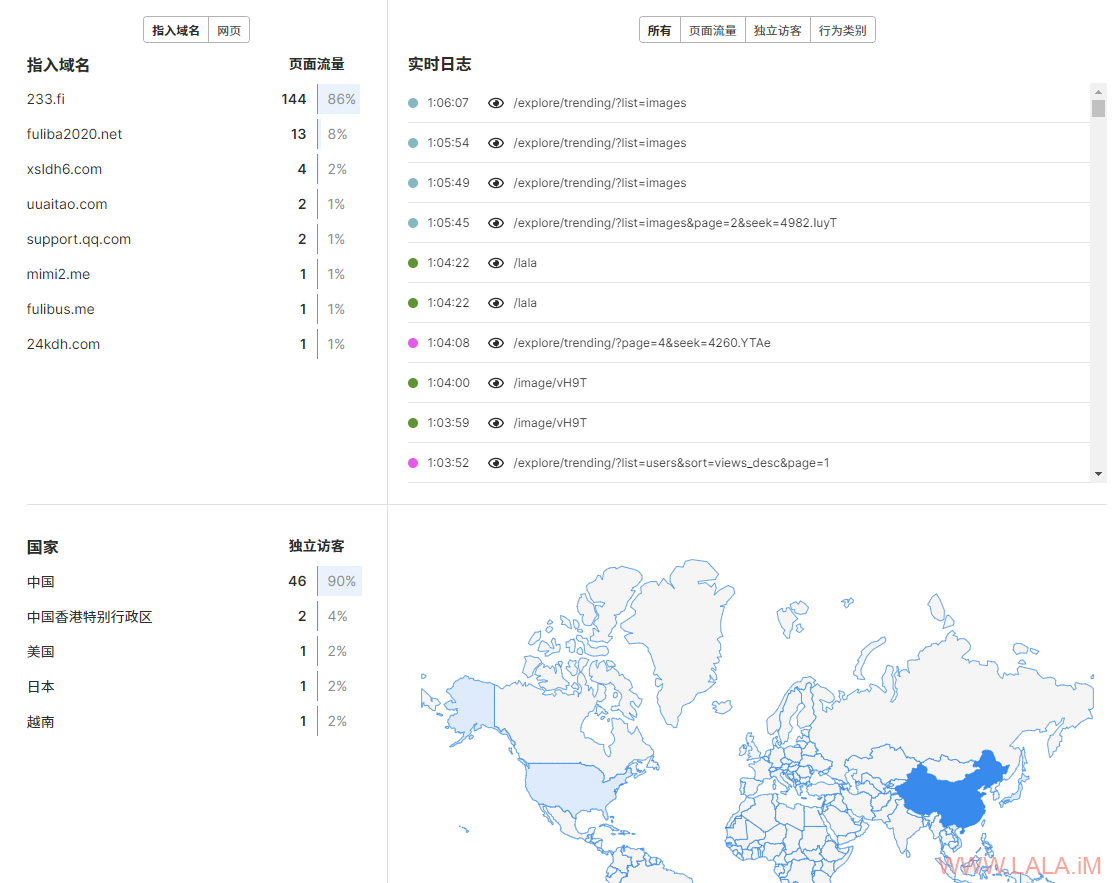 指入域名 网页
指入域名 页面流量
233.fi 144 86%
fuliba2020.net 13 8%
xsldh6.com 4 2%
uuaitao.com 2 1%
support.qq.com 2 1%
mimi2.me 1 1%
fulibus.me 1 1%
24kdh.com 1 1%
所有 页面流量 独立访客 行为类别
实时日志
1:06:07 /explore/trending/?list=images
1:05:54 /explore/trending/?list=images
1:05:49 /explore/trending/?list=images
1:05:45 /explore/trending/?list=images&page=2&seek=4982.IuyT
1:04:22 /lala
1:04:22 /lala
1:04:08 /explore/trending/?page=4&seek=4260.YTAe
1:04:00 /image/vH9T
1:03:59 /image/vH9T
1:03:52 /explore/trending/?list=users&sort=views_desc&page=1
国家 独立访客
中国 46 90%
中国香港特别行政区 2 4%
美国 1 2%
日本 1 2%
越南 1 2%
WWW.LALA.iM